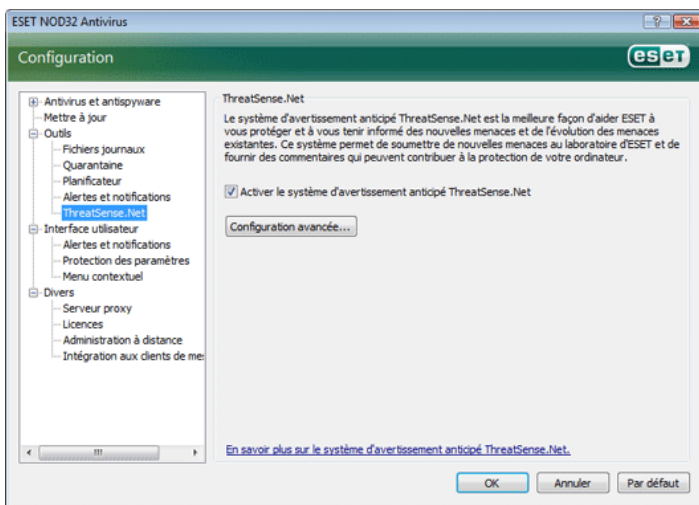 ESET NOD32 Antivirus
Configuration
eseT
Antivirus et antispyware
Mettre à jour
Outils
Fichiers journaux
Quarantaine
Planificateur
Alertes et notifications
ThreatSense.Net
Interface utilisateur
Alertes et notifications
Protection des paramètres
Menu contextuel
Divers
Serveur proxy
Licences
Administration à distance
Intégration aux clients de me
ThreatSense.Net
Le système d'avertissement anticipé ThreatSense.Net est la meilleure façon d'aider ESET à
vous protéger et à vous tenir informé des nouvelles menaces et de l'évolution des menaces
existantes. Ce système permet de soumettre de nouvelles menaces au laboratoire d'ESET et de
fournir des commentaires qui peuvent contribuer à la protection de votre ordinateur.
Activer le système d'avertissement anticipé ThreatSense.Net
Configuration avancée...
En savoir plus sur le système d'avertissement anticipé ThreatSense.Net.
OK
Annuler
Par défaut